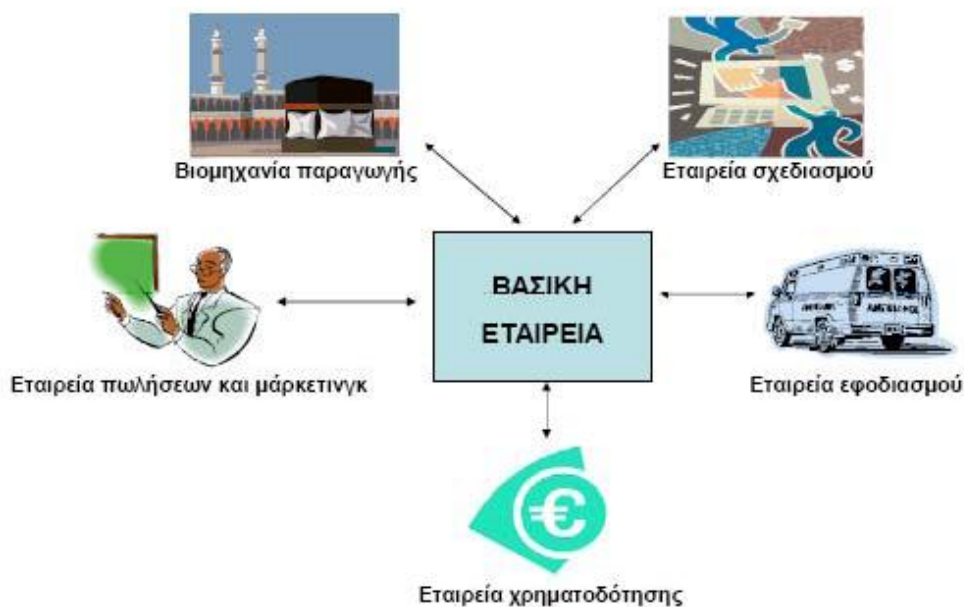 Βιομηχανία παραγωγής
Εταιρεία σχεδιασμού
ΒΑΣΙΚΗ
ΕΤΑΙΡΕΙΑ
Εταιρεία πωλήσεων και μάρκετινγκ
Εταιρεία εφοδιασμού
€
Εταιρεία χρηματοδότησης